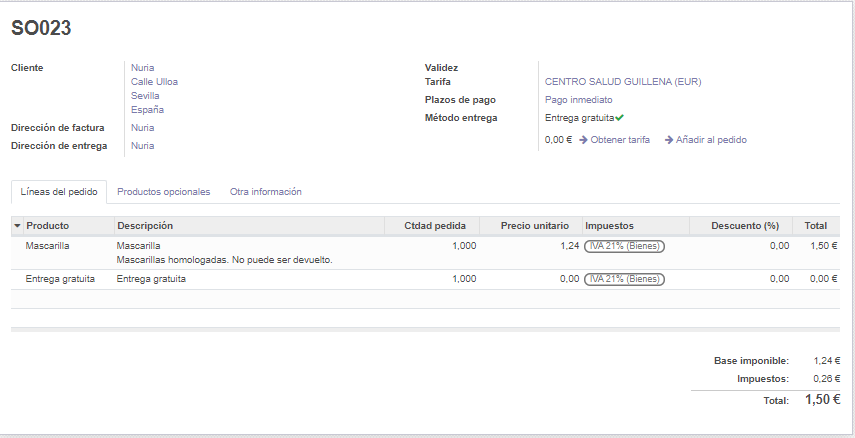 SO023
Cliente
Nuria
Calle Ulloa
Sevilla
España
Dirección de factura Nuria
Dirección de entrega Nuria
Validez
Tarifa CENTRO SALUD GUILLENA (EUR)
Plazos de pago Pago inmediato
Método entrega Entrega gratuita
0,00 € Obtener tarifa Añadir al pedido
Líneas del pedido Productos opcionales Otra información
Producto Descripción Ctdad pedida Precio unitario Impuestos Descuento (%) Total
Mascarilla Mascarilla 1,000 1,24 IVA 21% (Bienes) 0,00 1,50 €
Mascarillas homologadas. No puede ser devuelto.
Entrega gratuita Entrega gratuita 1,000 0,00 IVA 21% (Bienes) 0,00 0,00 €
Base imponible: 1,24 €
Impuestos: 0,26 €
Total: 1,50 €